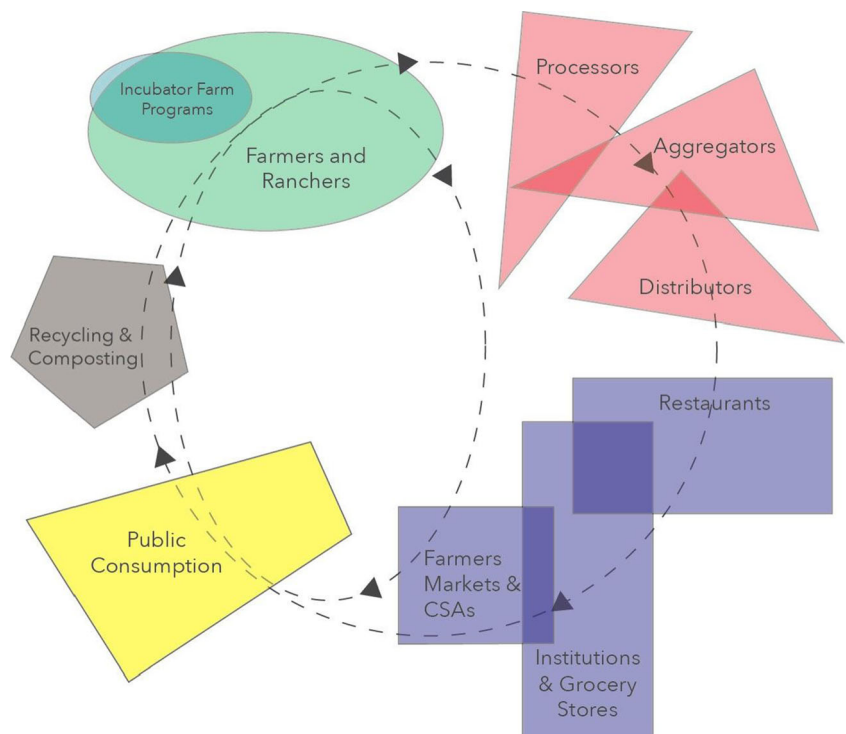 Incubator Farm
Programs
Farmers and
Ranchers
Processors
Aggregators
Distributors
Recycling &
Composting
Restaurants
Public
Consumption
Farmers
Markets &
CSAs
Institutions
& Grocery
Stores